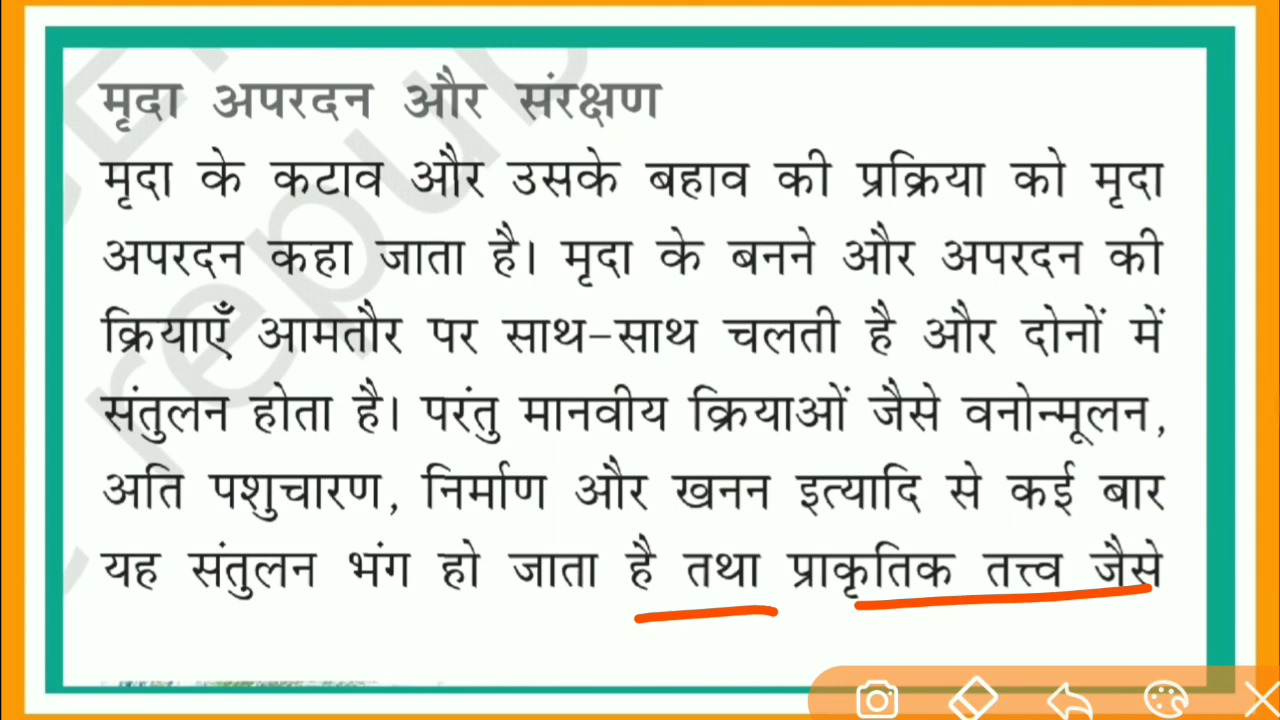 मृदा अपरदन और संरक्षण
मृदा के कटाव और उसके बहाव की प्रक्रिया को मृदा
अपरदन कहा जाता है। मृदा के बनने और अपरदन की
क्रियाएँ आमतौर पर साथ-साथ चलती है और दोनों में
संतुलन होता है। परंतु मानवीय क्रियाओं जैसे वनोन्मूलन,
अति पशुचारण, निर्माण और खनन इत्यादि से कई बार
यह संतुलन भंग हो जाता है तथा प्राकृतिक तत्त्व जैसे